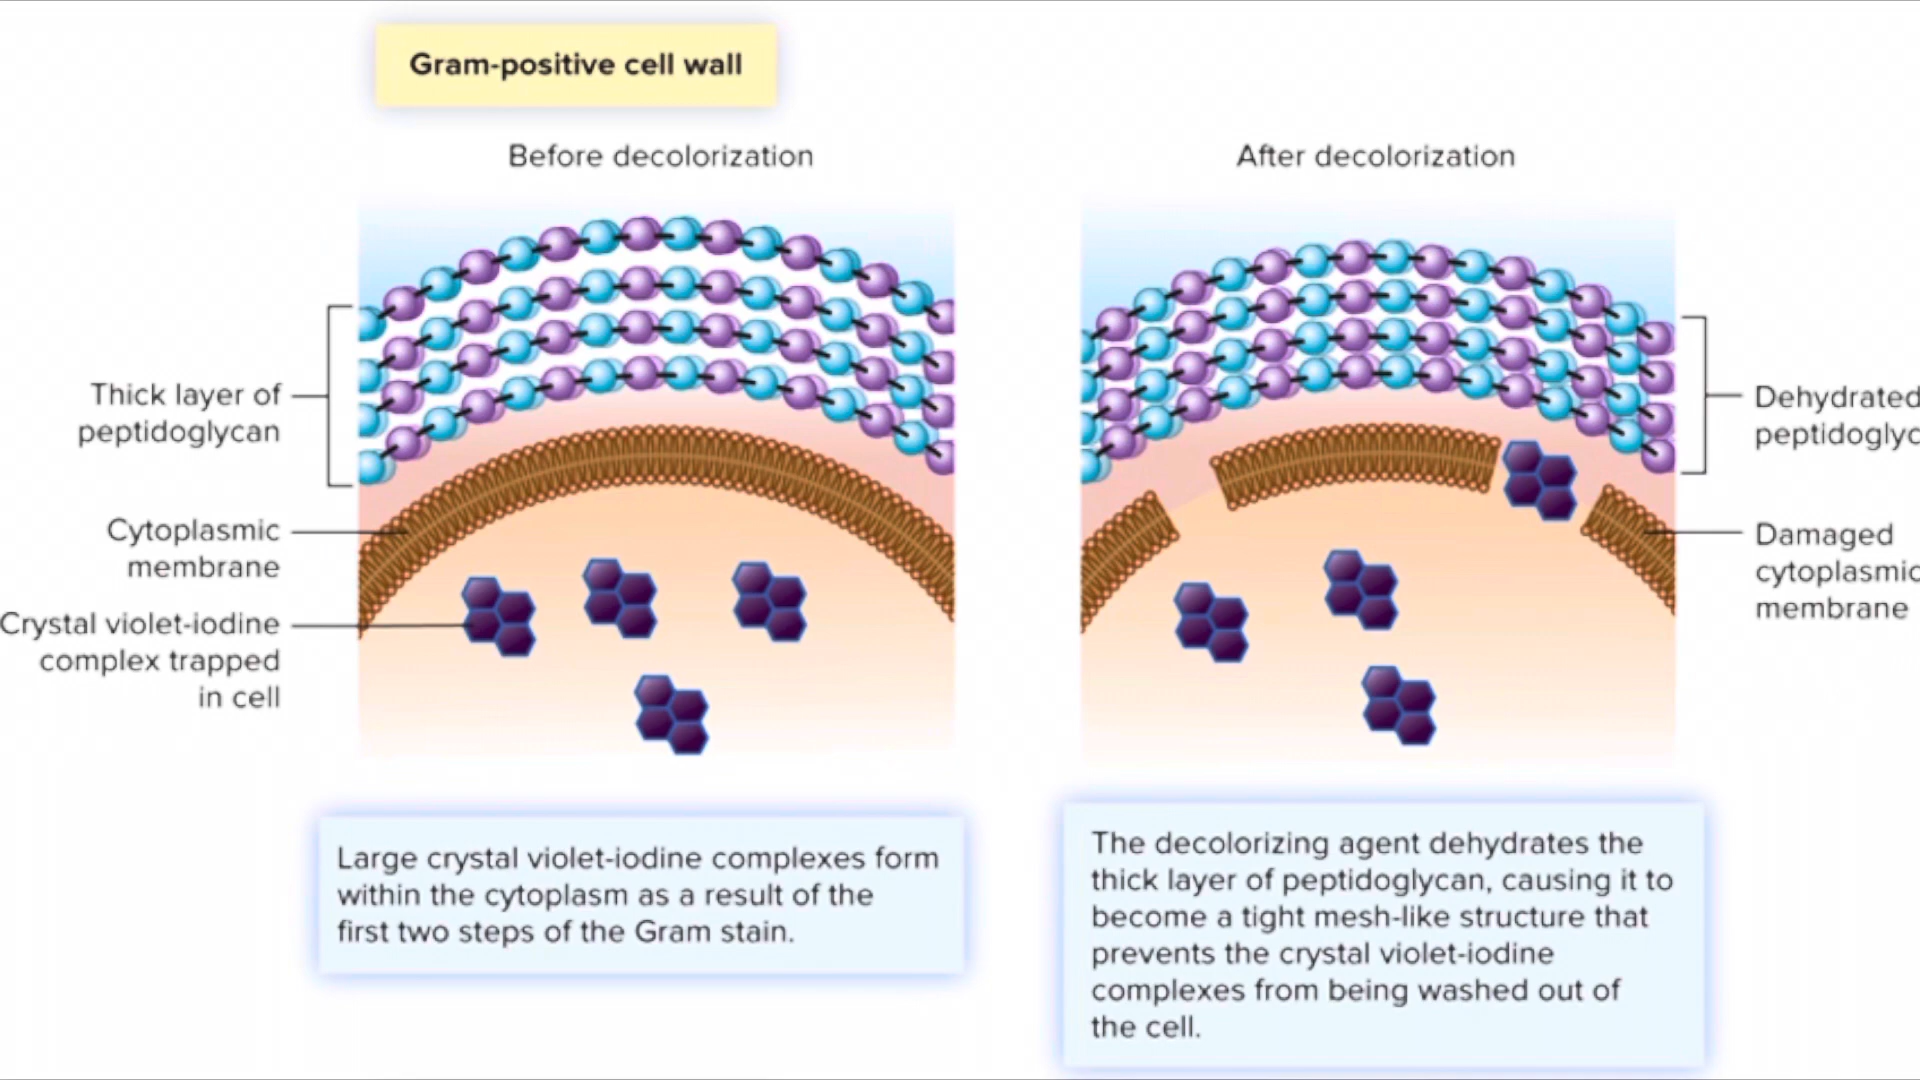 Gram-positive cell wall
Before decolorization
After decolorization
Thick layer of
peptidoglycan
Cytoplasmic
membrane
Crystal violet-iodine
complex trapped
in cell
Dehydrated
Damaged
cytoplasmic
membrane
Large crystal violet-iodine complexes form
within the cytoplasm as a result of the
first two steps of the Gram stain.
The decolorizing agent dehydrates the
thick layer of peptidoglycan, causing it to
become a tight mesh-like structure that
prevents the crystal violet-iodine
complexes from being washed out of
the cell.